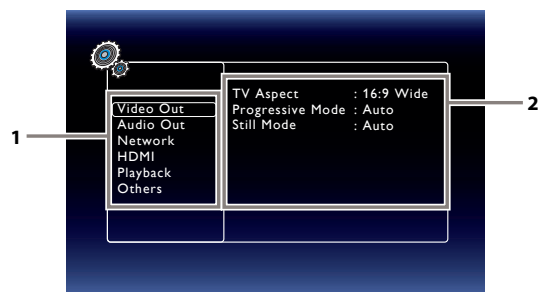 1
Video Out
Audio Out
Network
HDMI
Playback
Others
TV Aspect : 16:9 Wide
Progressive Mode : Auto
Still Mode : Auto
2